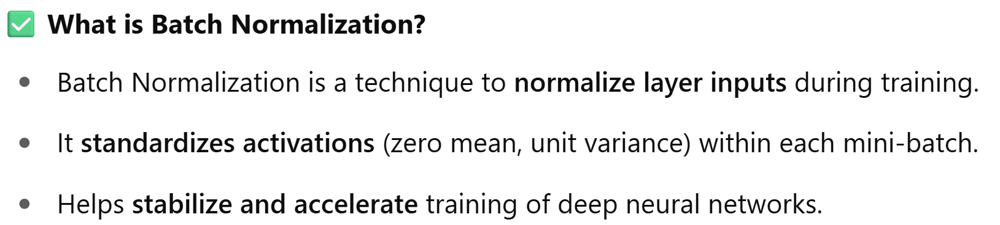 ✅ What is Batch Normalization?
• Batch Normalization is a technique to normalize layer inputs during training.
• It standardizes activations (zero mean, unit variance) within each mini-batch.
• Helps stabilize and accelerate training of deep neural networks.